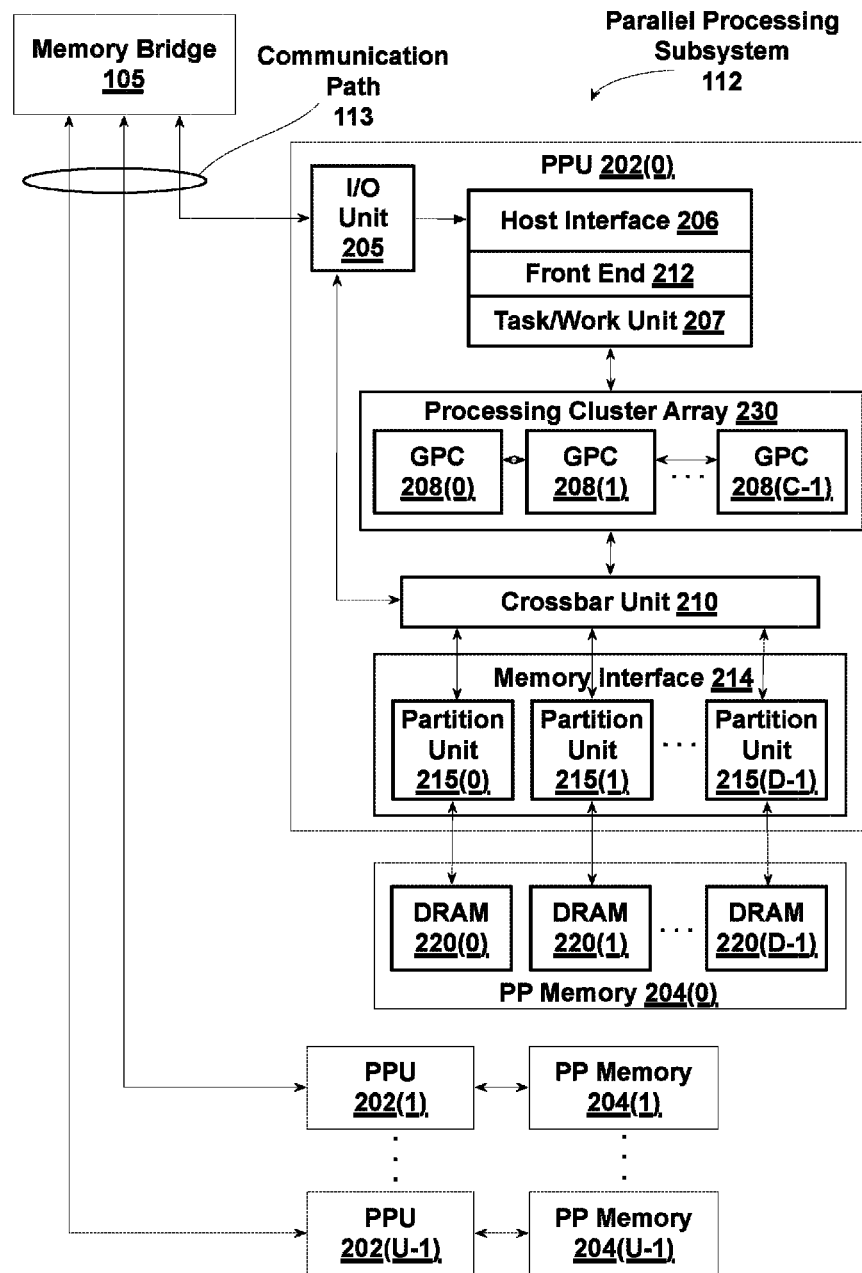 Memory Bridge
105
Communication
Path
113
Parallel Processing
Subsystem
112
PPU 202(0)
I/O
Unit
205
Host Interface 206
Front End 212
Task/Work Unit 207
Processing Cluster Array 230
GPC
208(0)
GPC
208(1)
. . .
GPC
208(C-1)
Crossbar Unit 210
Memory Interface 214
Partition
Unit
215(0)
Partition
Unit
215(1)
. . .
Partition
Unit
215(D-1)
DRAM
220(0)
DRAM
220(1)
. . .
DRAM
220(D-1)
PP Memory 204(0)
PPU
202(1)
PP Memory
204(1)
PPU
202(U-1)
PP Memory
204(U-1)